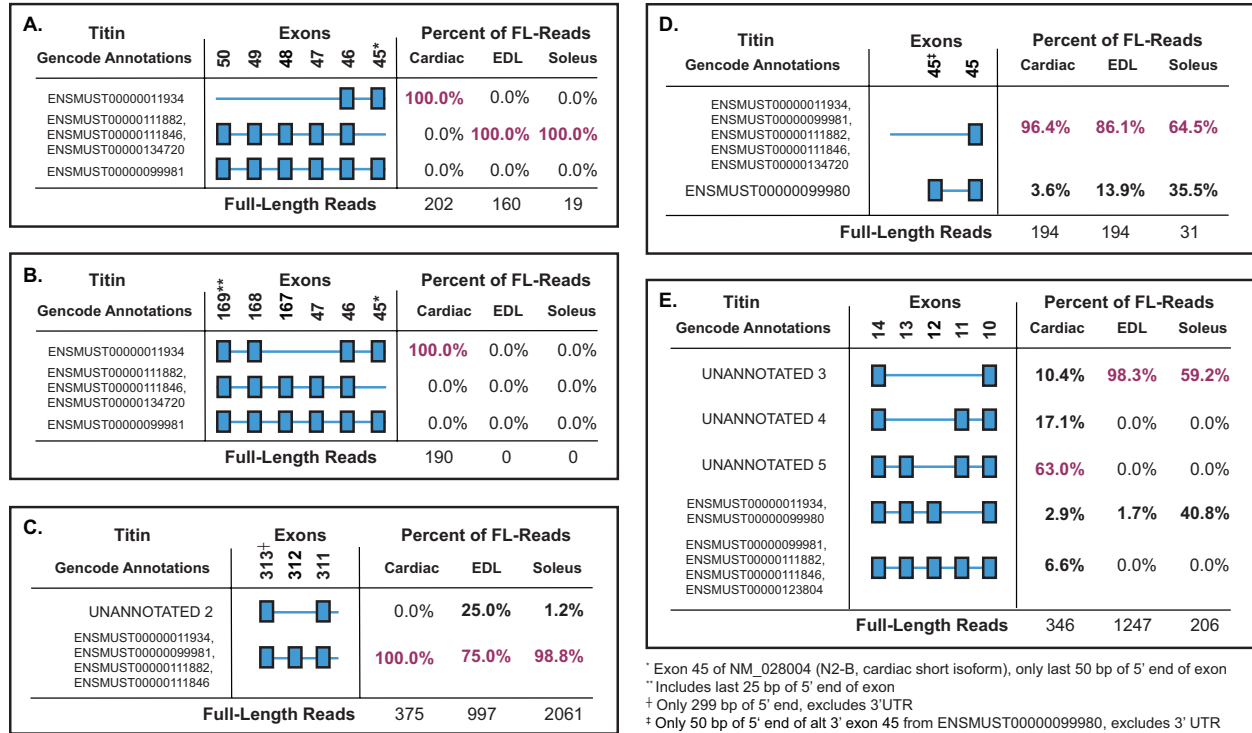 A.
Titin Exons Percent of FL-Reads
Gencode Annotations 50 49 48 47 46 45* Cardiac EDL Soleus
ENSMUST00000011934 100.0% 0.0% 0.0%
ENSMUST00000111882,
ENSMUST00000111846, 0.0% 100.0% 100.0%
ENSMUST00000134720
ENSMUST00000099981 0.0% 0.0% 0.0%
Full-Length Reads 202 160 19
B.
Titin Exons Percent of FL-Reads
Gencode Annotations 169** 168 167 47 46 45* Cardiac EDL Soleus
ENSMUST00000011934 100.0% 0.0% 0.0%
ENSMUST00000111882,
ENSMUST00000111846, 0.0% 0.0% 0.0%
ENSMUST00000134720
ENSMUST00000099981 0.0% 0.0% 0.0%
Full-Length Reads 190 0 0
C.
Titin Exons Percent of FL-Reads
Gencode Annotations 313† 312 311 Cardiac EDL Soleus
UNANNOTATED 2 0.0% 25.0% 1.2%
ENSMUST00000011934,
ENSMUST00000099981, 100.0% 75.0% 98.8%
ENSMUST00000111882,
ENSMUST00000111846
Full-Length Reads 375 997 2061
D.
Titin Exons Percent of FL-Reads
Gencode Annotations 45‡ 45 Cardiac EDL Soleus
ENSMUST00000011934,
ENSMUST00000099981,
ENSMUST00000111882, 96.4% 86.1% 64.5%
ENSMUST00000111846,
ENSMUST00000134720
ENSMUST00000099980 3.6% 13.9% 35.5%
Full-Length Reads 194 194 31
E.
Titin Exons Percent of FL-Reads
Gencode Annotations 14 13 12 11 10 Cardiac EDL Soleus
UNANNOTATED 3 10.4% 98.3% 59.2%
UNANNOTATED 4 17.1% 0.0% 0.0%
UNANNOTATED 5 63.0% 0.0% 0.0%
ENSMUST00000011934,
ENSMUST00000099980 2.9% 1.7% 40.8%
ENSMUST00000099981,
ENSMUST00000111882, 6.6% 0.0% 0.0%
ENSMUST00000111846,
ENSMUST00000123804
Full-Length Reads 346 1247 206
* Exon 45 of NM_028004 (N2-B, cardiac short isoform), only last 50 bp of 5' end of exon
** Includes last 25 bp of 5' end of exon
† Only 299 bp of 5' end, excludes 3'UTR
‡ Only 50 bp of 5' end of alt 3' exon 45 from ENSMUST00000099980, excludes 3' UTR